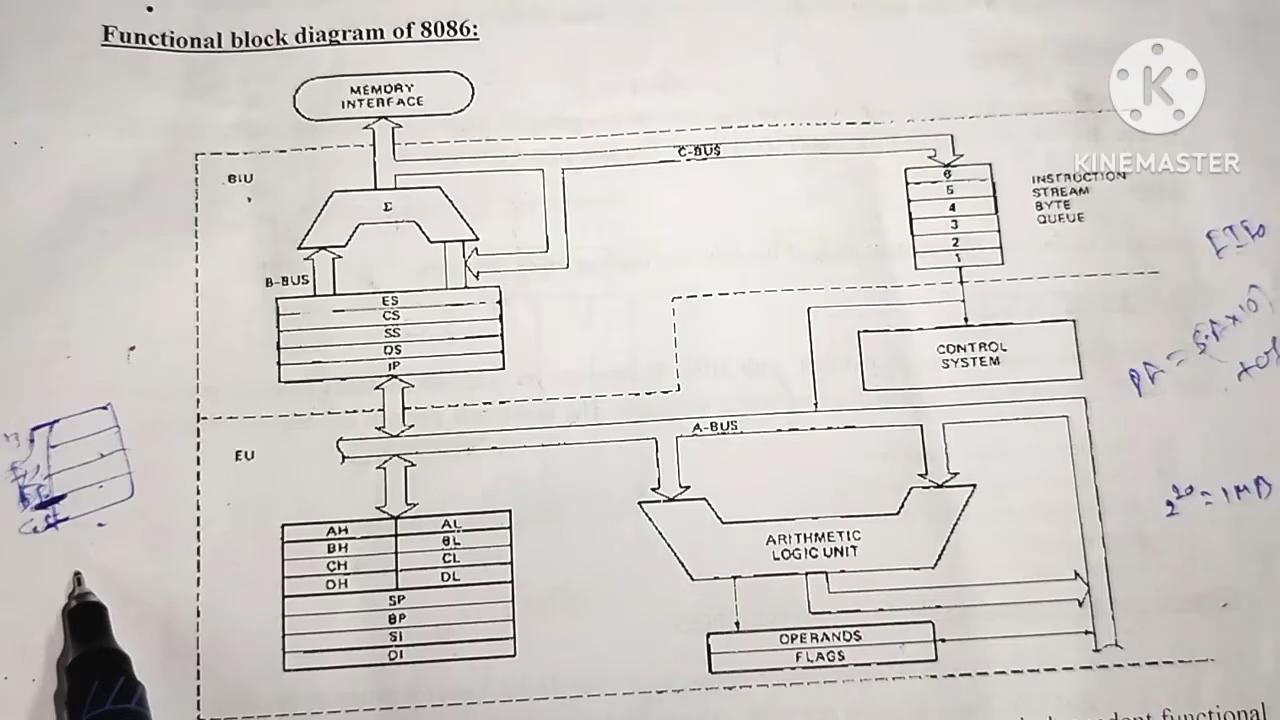 Functional block diagram of 8086:
MEMORY
INTERFACE
K
KINEMASTER
C-BUS
BIU
6
5
4
3
2
1
INSTRUCTION
STREAM
BYTE
QUEUE
Σ
B-BUS
ES
CS
SS
DS
IP
CONTROL
SYSTEM
A-BUS
EU
2²⁰ = 1MB
AH AL
BH BL
CH CL
DH DL
SP
BP
SI
DI
ARITHMETIC
LOGIC UNIT
OPERANDS
FLAGS
functional